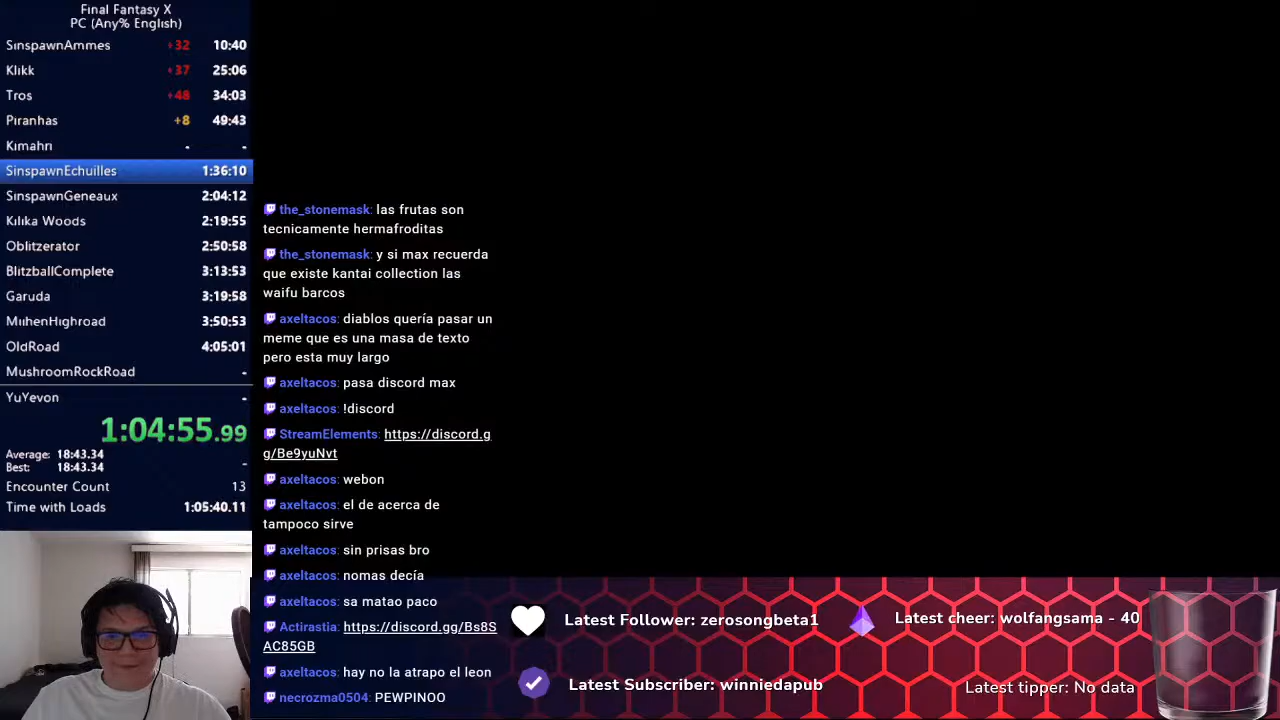 Final Fantasy X
PC (Any% English)
SinspawnAmmes +32 10:40
Klikk +37 25:06
Tros +48 34:03
Piranhas +8 49:43
Kimahri - -
SinspawnEchuilles 1:36:10
SinspawnGeneaux 2:04:12
Kilika Woods 2:19:55
Oblitzerator 2:50:58
BlitzballComplete 3:13:53
Garuda 3:19:58
MiihenHighroad 3:50:53
OldRoad 4:05:01
MushroomRockRoad -
YuYevon -
1:04:55.99
Average: 18:43.34
Best: 18:43.34 -
Encounter Count 13
Time with Loads 1:05:40.11
the_stonemask: las frutas son
tecnicamente hermafroditas
the_stonemask: y si max recuerda
que existe kantai collection las
waifu barcos
axeltacos: diablos quería pasar un
meme que es una masa de texto
pero esta muy largo
axeltacos: pasa discord max
axeltacos: !discord
StreamElements: https://discord.g
g/Be9yuNvt
axeltacos: webon
axeltacos: el de acerca de
tampoco sirve
axeltacos: sin prisas bro
axeltacos: nomas decía
axeltacos: sa matao paco
Actirastia: https://discord.gg/Bs8S
AC85GB
axeltacos: hay no la atrapo el leon
necrozma0504: PEWPINOO
Latest Follower: zerosongbeta1
Latest cheer: wolfangsama - 40
Latest Subscriber: winniedapub
Latest tipper: No data